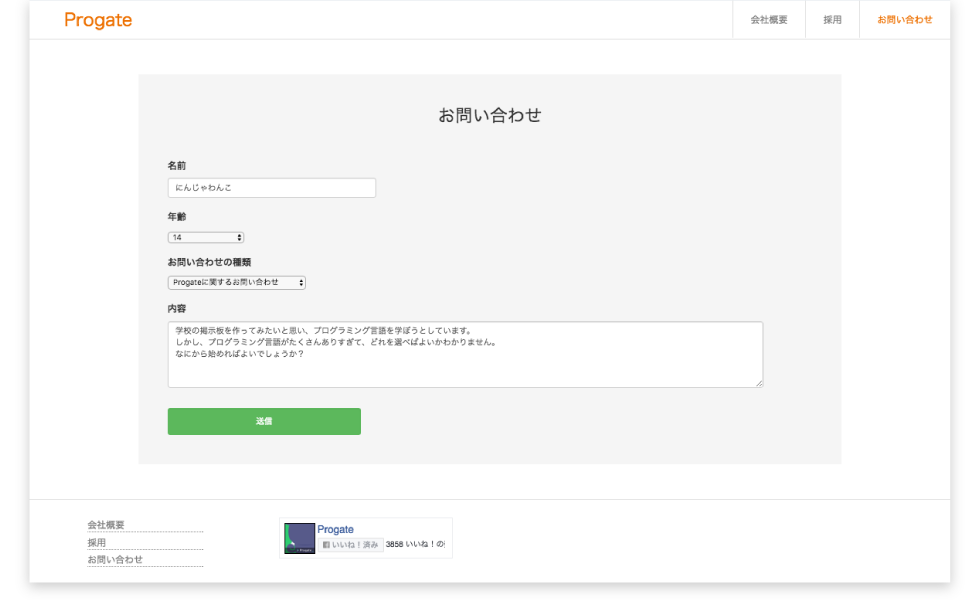 Progate
会社概要
採用
お問い合わせ
お問い合わせ
名前
にんじゃわんこ
年齢
14
お問い合わせの種類
Progateに関するお問い合わせ
内容
学校の掲示板を作ってみたいと思い、プログラミング言語を学ぼうとしています。
しかし、プログラミング言語がたくさんありすぎて、どれを選べばよいかわかりません。
なにから始めればよいでしょうか？
送信
会社概要
採用
お問い合わせ
Progate
いいね！済み
3858 いいね！の